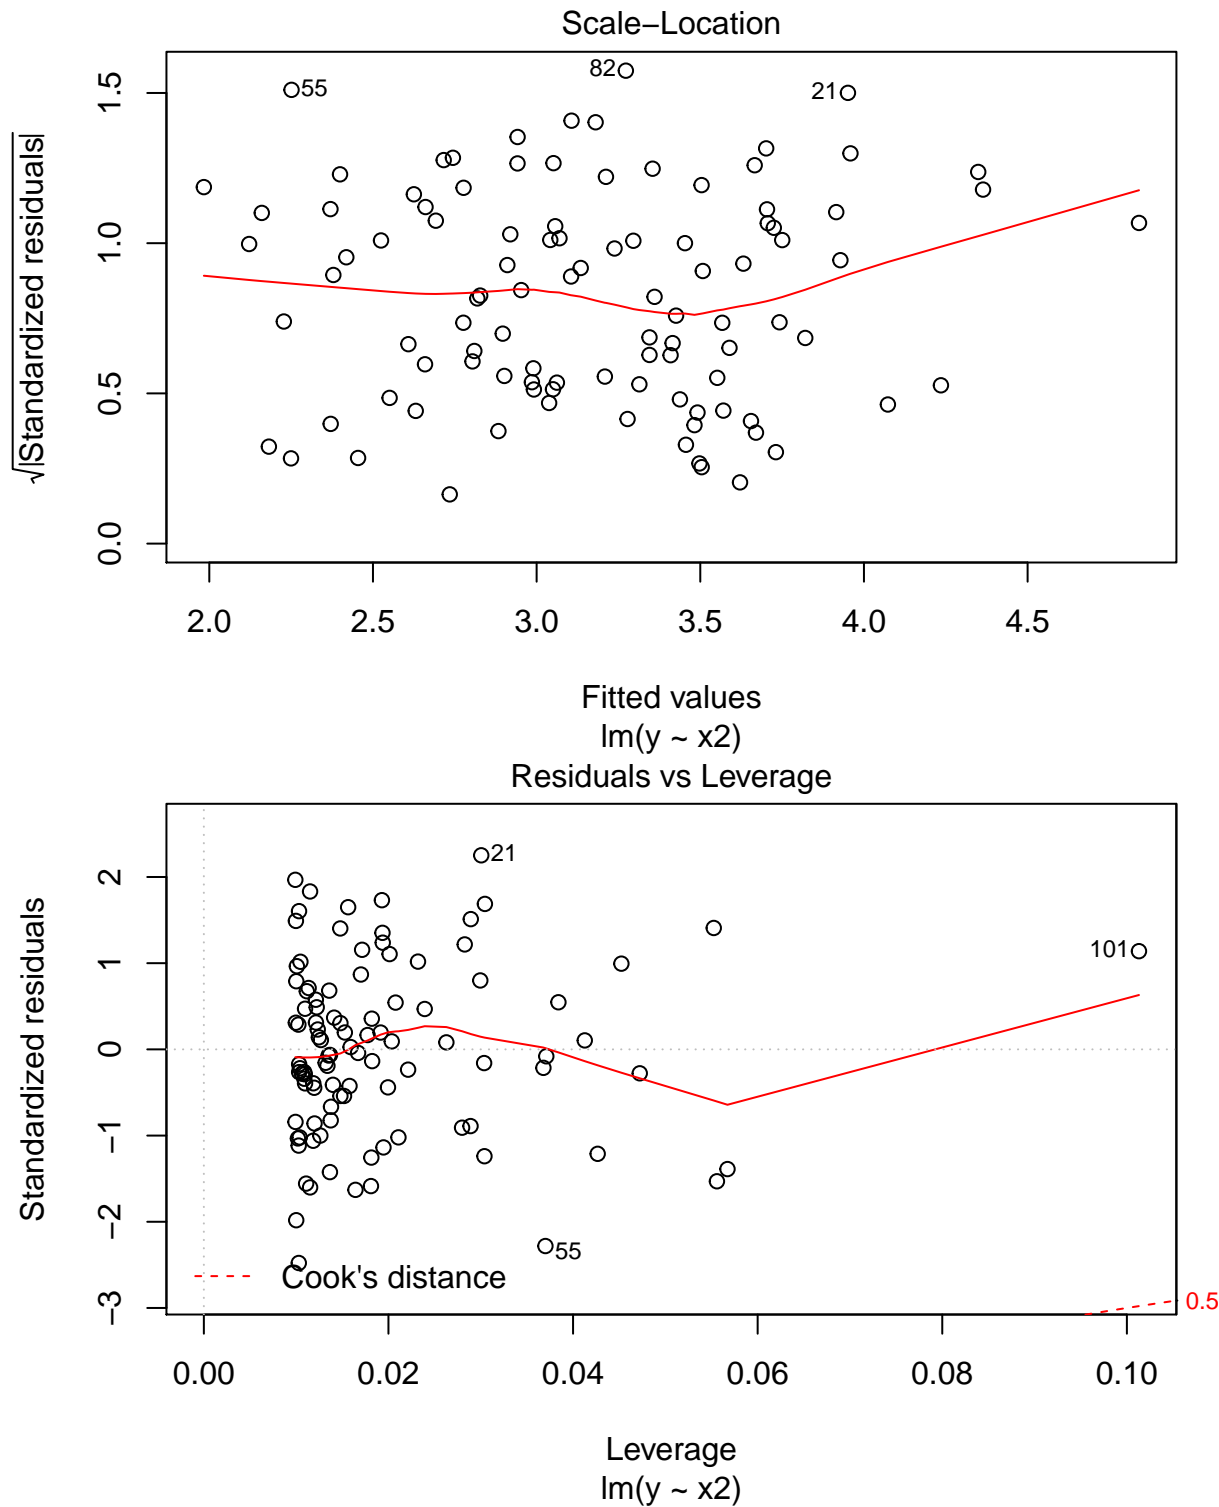 Scale−Location
√|Standardized residuals|
0.0 0.5 1.0 1.5
55
82
21
2.0 2.5 3.0 3.5 4.0 4.5
Fitted values
lm(y ~ x2)
Residuals vs Leverage
Standardized residuals
−3 −2 −1 0 1 2
21
101
55
Cook's distance
0.5
0.00 0.02 0.04 0.06 0.08 0.10
Leverage
lm(y ~ x2)